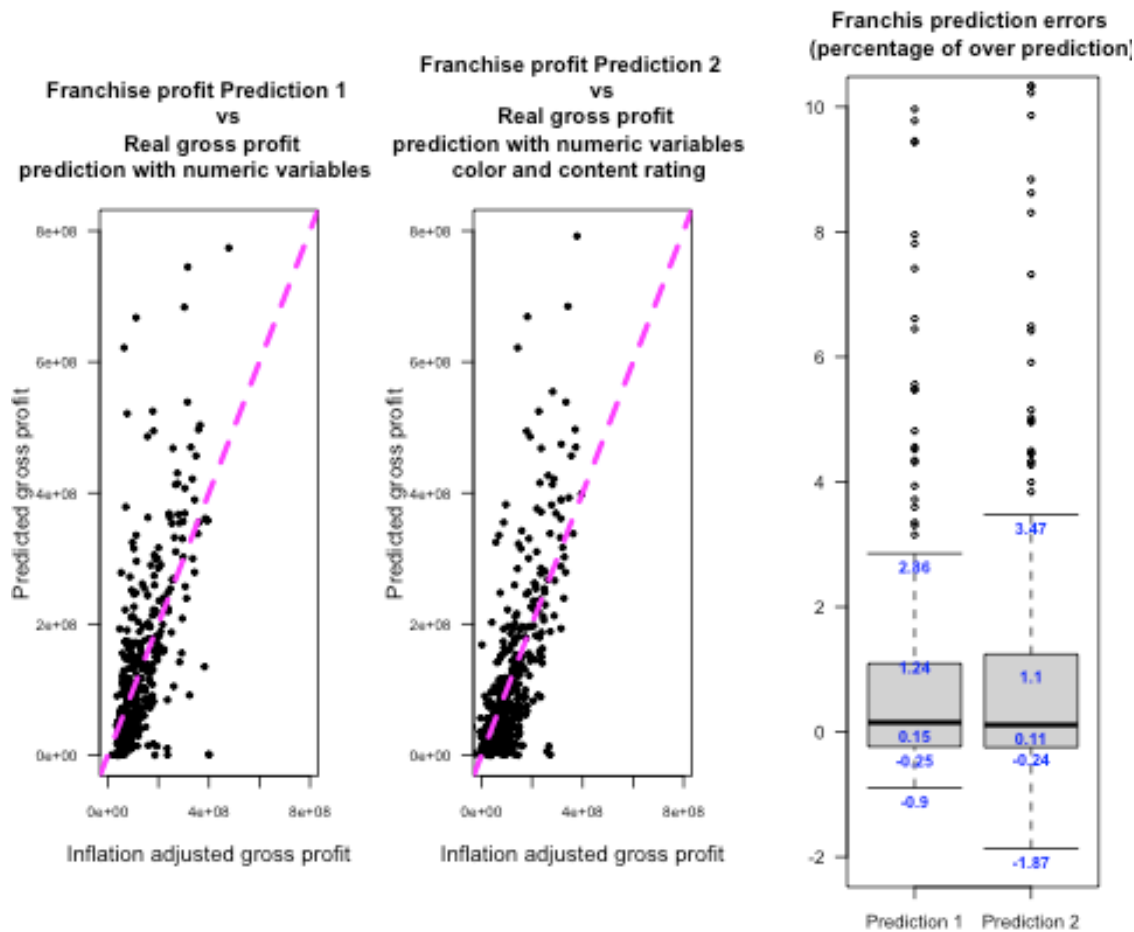 Franchise profit Prediction 1
vs
Real gross profit
prediction with numeric variables
8e+08
6e+08
4e+08
2e+08
0e+00
Predicted gross profit
0e+00 4e+08 8e+08
Inflation adjusted gross profit
Franchise profit Prediction 2
vs
Real gross profit
prediction with numeric variables
color and content rating
8e+08
6e+08
4e+08
2e+08
0e+00
Predicted gross profit
0e+00 4e+08 8e+08
Inflation adjusted gross profit
Franchis prediction errors
(percentage of over prediction)
10
8
6
4
2
0
-2
2.86
1.24
0.15
-0.25
-0.9
3.47
1.1
0.11
-0.24
-1.87
Prediction 1 Prediction 2